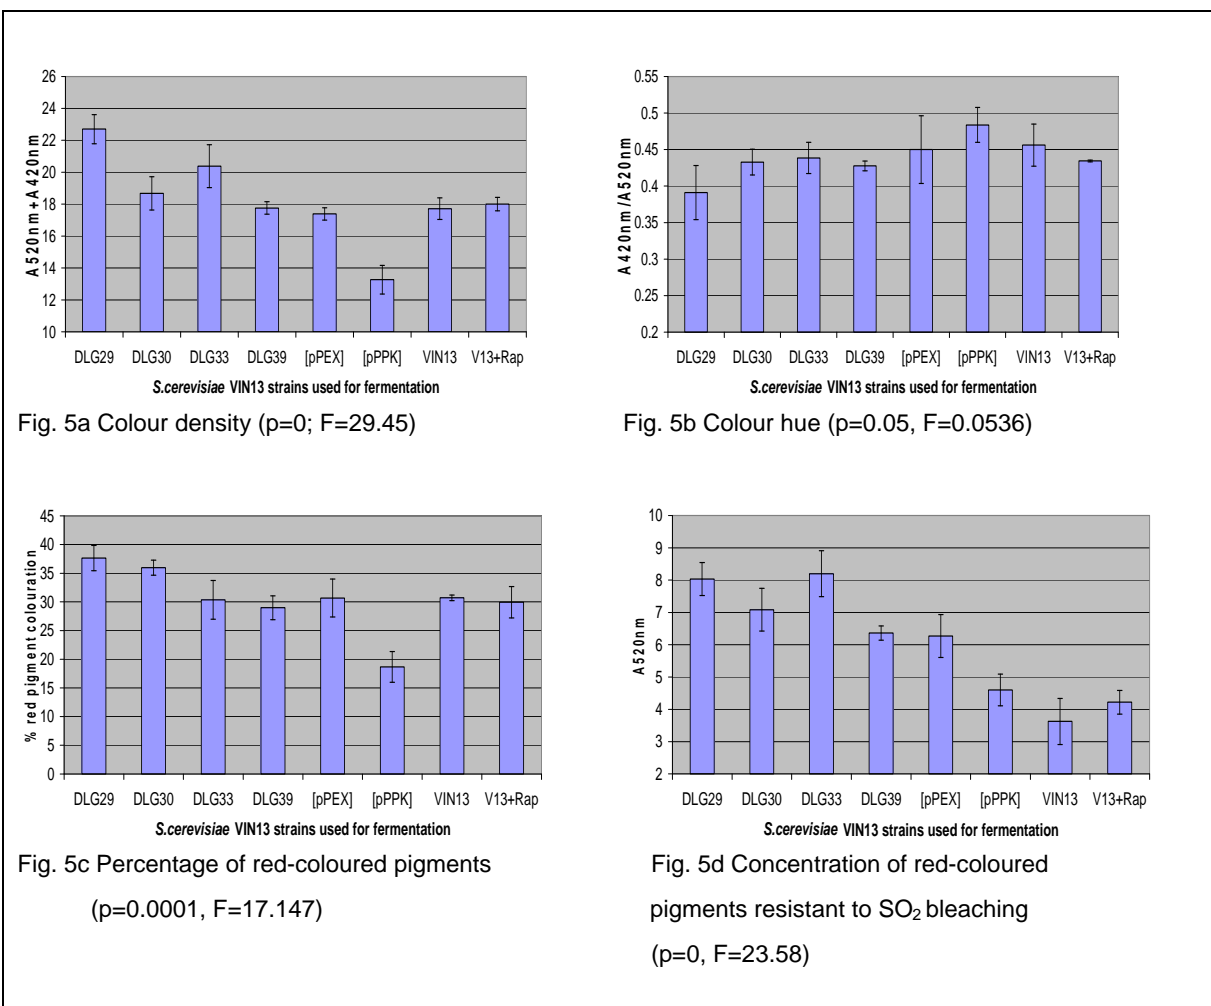 26
24
22
20
18
16
14
12
10
A520nm+A420nm
DLG29 DLG30 DLG33 DLG39 [pPEX] [pPPK] VIN13 V13+Rap
S.cerevisiae VIN13 strains used for fermentation
Fig. 5a Colour density (p=0; F=29.45)
0.55
0.5
0.45
0.4
0.35
0.3
0.25
0.2
A420nm/A520nm
DLG29 DLG30 DLG33 DLG39 [pPEX] [pPPK] VIN13 V13+Rap
S.cerevisiae VIN13 strains used for fermentation
Fig. 5b Colour hue (p=0.05, F=0.0536)
45
40
35
30
25
20
15
10
5
0
% red pigment colouration
DLG29 DLG30 DLG33 DLG39 [pPEX] [pPPK] VIN13 V13+Rap
S.cerevisiae VIN13 strains used for fermentation
Fig. 5c Percentage of red-coloured pigments
(p=0.0001, F=17.147)
10
9
8
7
6
5
4
3
2
A520nm
DLG29 DLG30 DLG33 DLG39 [pPEX] [pPPK] VIN13 V13+Rap
S.cerevisiae VIN13 strains used for fermentation
Fig. 5d Concentration of red-coloured
pigments resistant to SO₂ bleaching
(p=0, F=23.58)